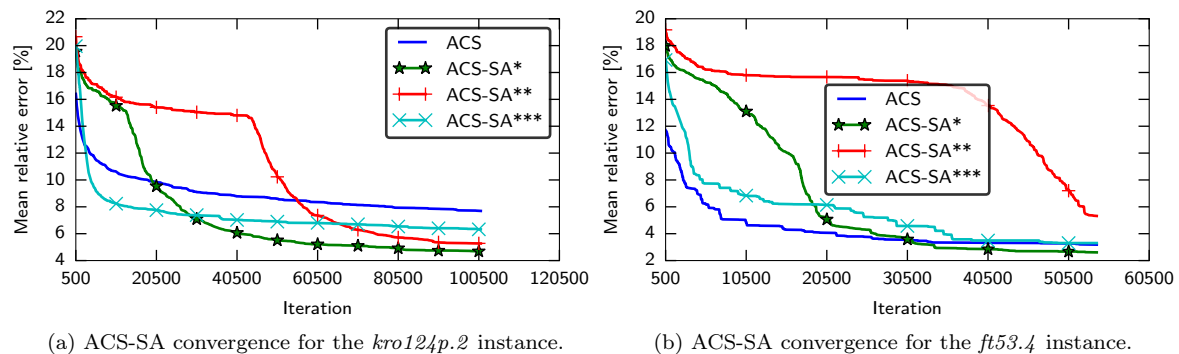 22
20
18
16
14
12
10
8
6
4
Mean relative error [%]
500 20500 40500 60500 80500 100500 120500
Iteration
ACS
ACS-SA*
ACS-SA**
ACS-SA***
(a) ACS-SA convergence for the kro124p.2 instance.
20
18
16
14
12
10
8
6
4
2
Mean relative error [%]
500 10500 20500 30500 40500 50500 60500
Iteration
ACS
ACS-SA*
ACS-SA**
ACS-SA***
(b) ACS-SA convergence for the ft53.4 instance.